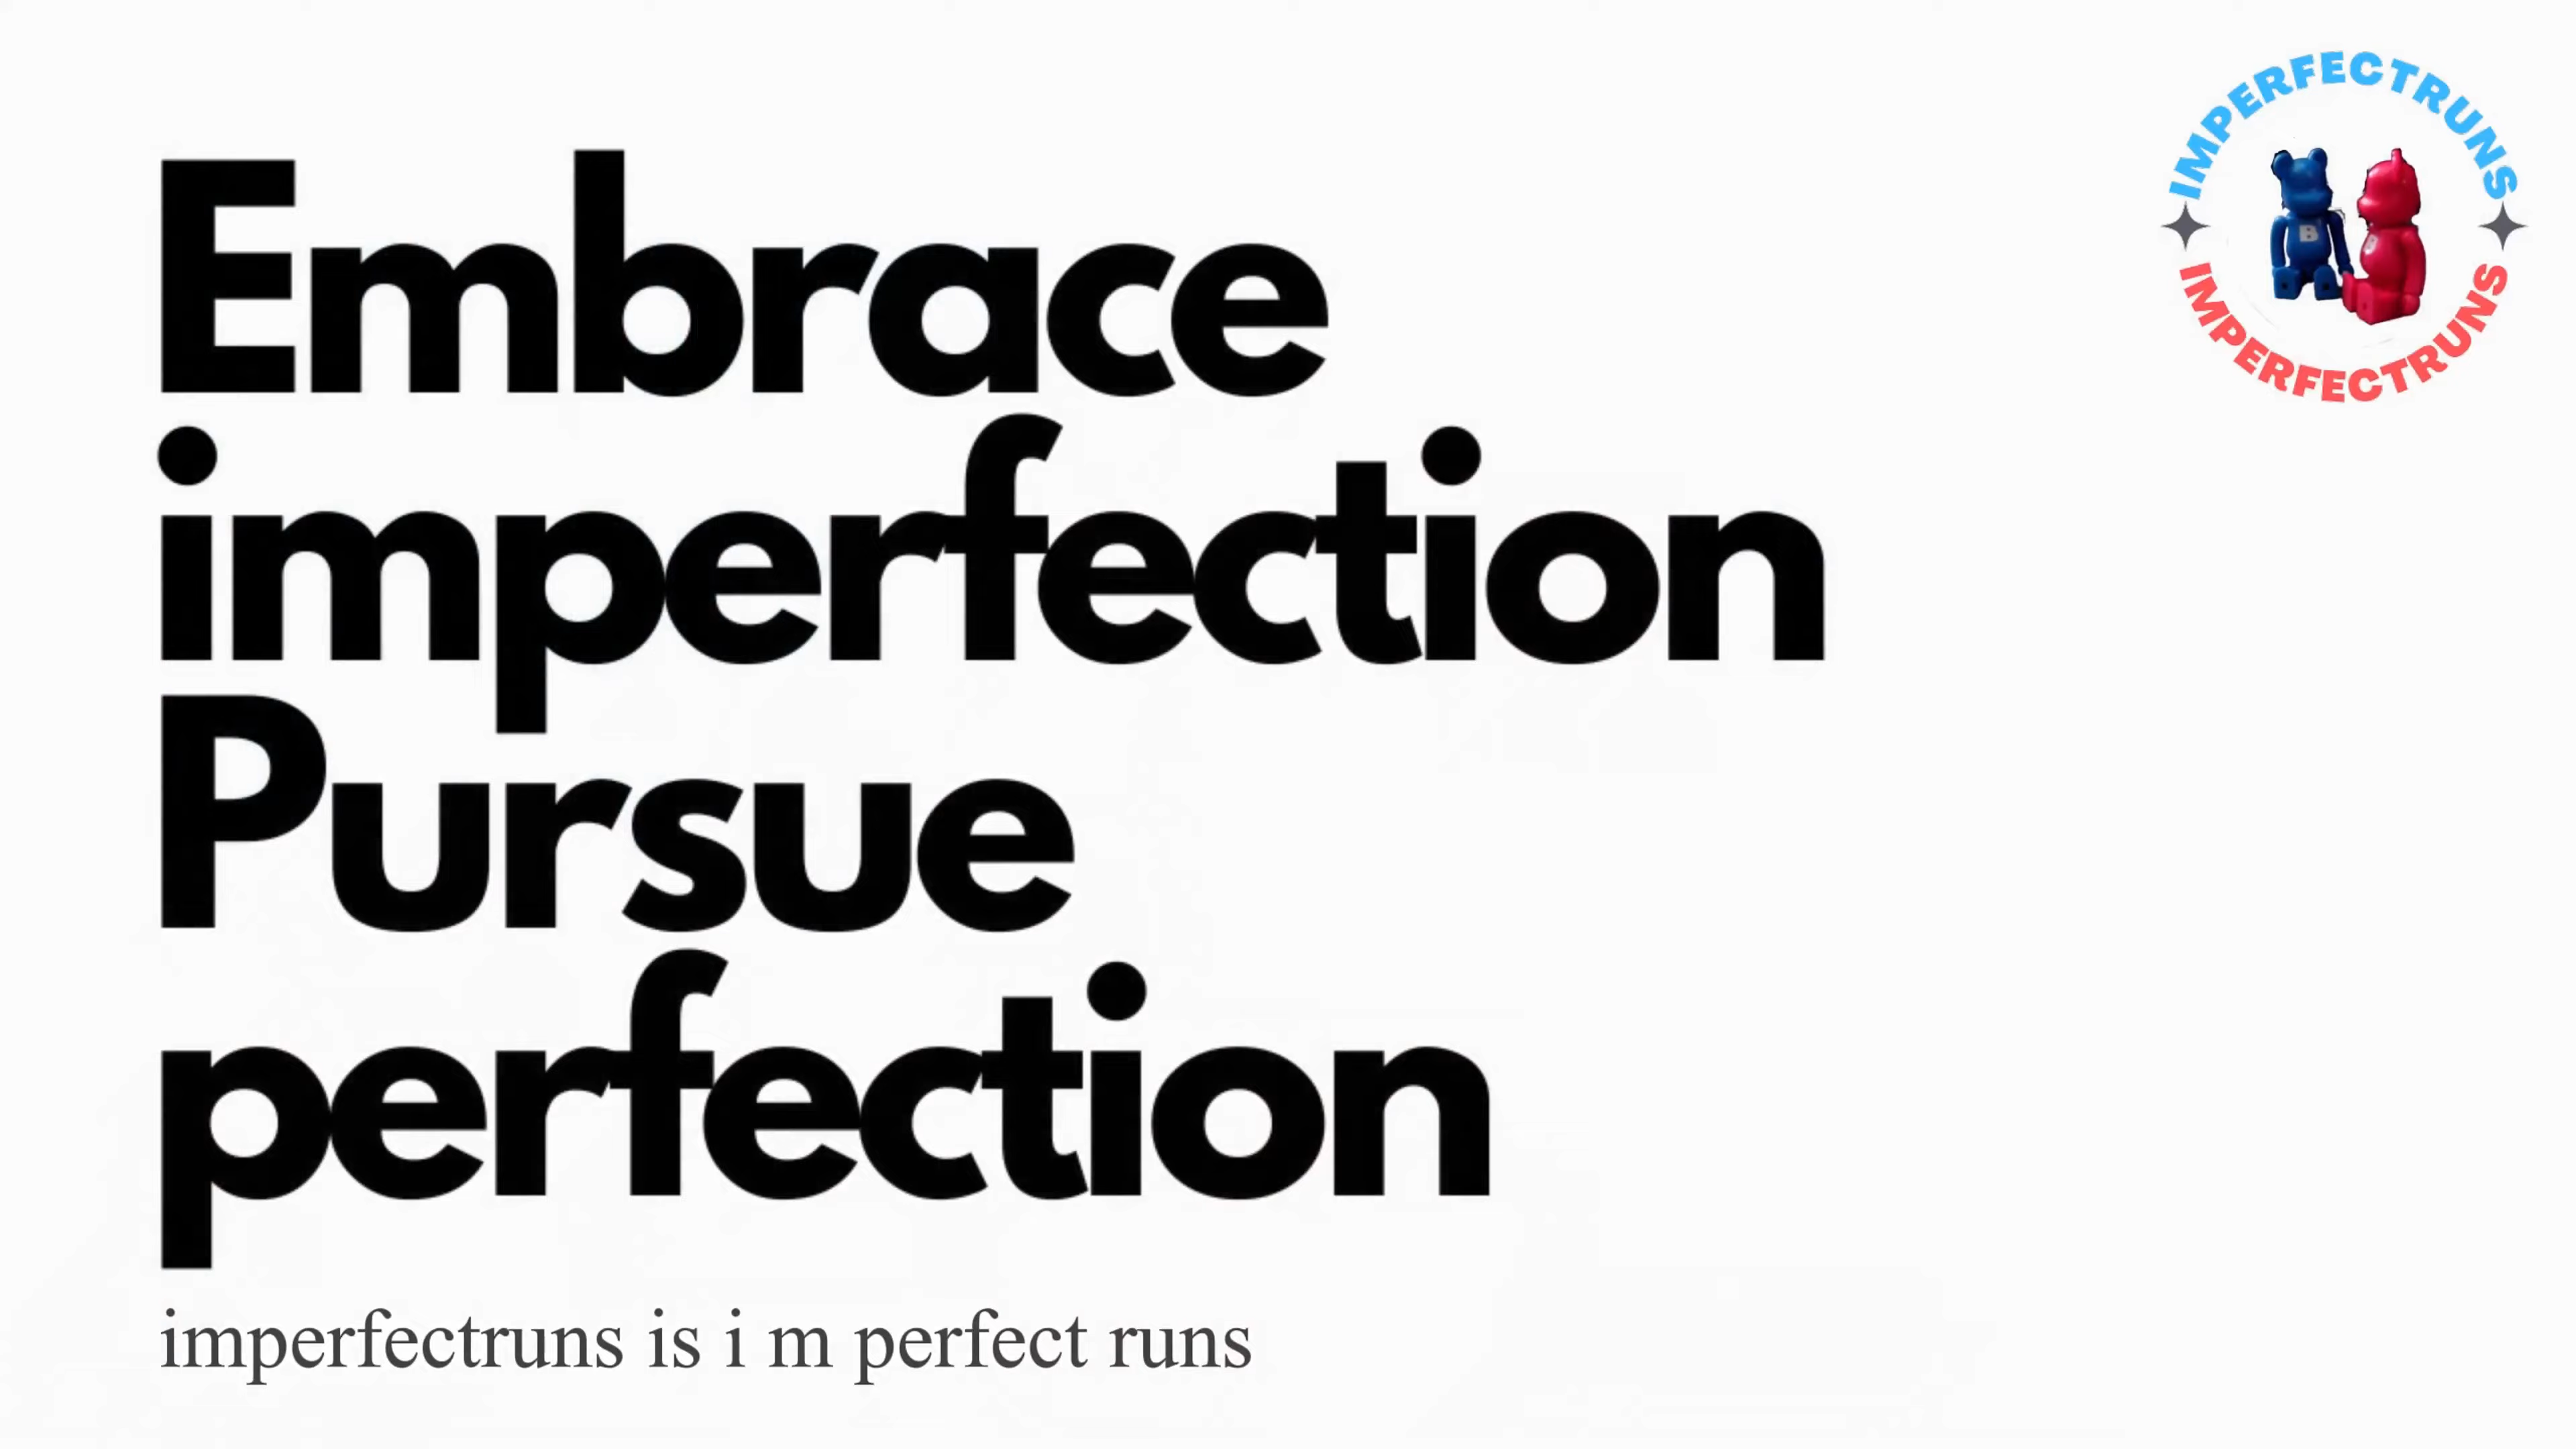 Embrace
imperfection
Pursue
perfection
imperfectruns is i m perfect runs
IMPERFECTRUNS
B B
IMPERFECTRUNS